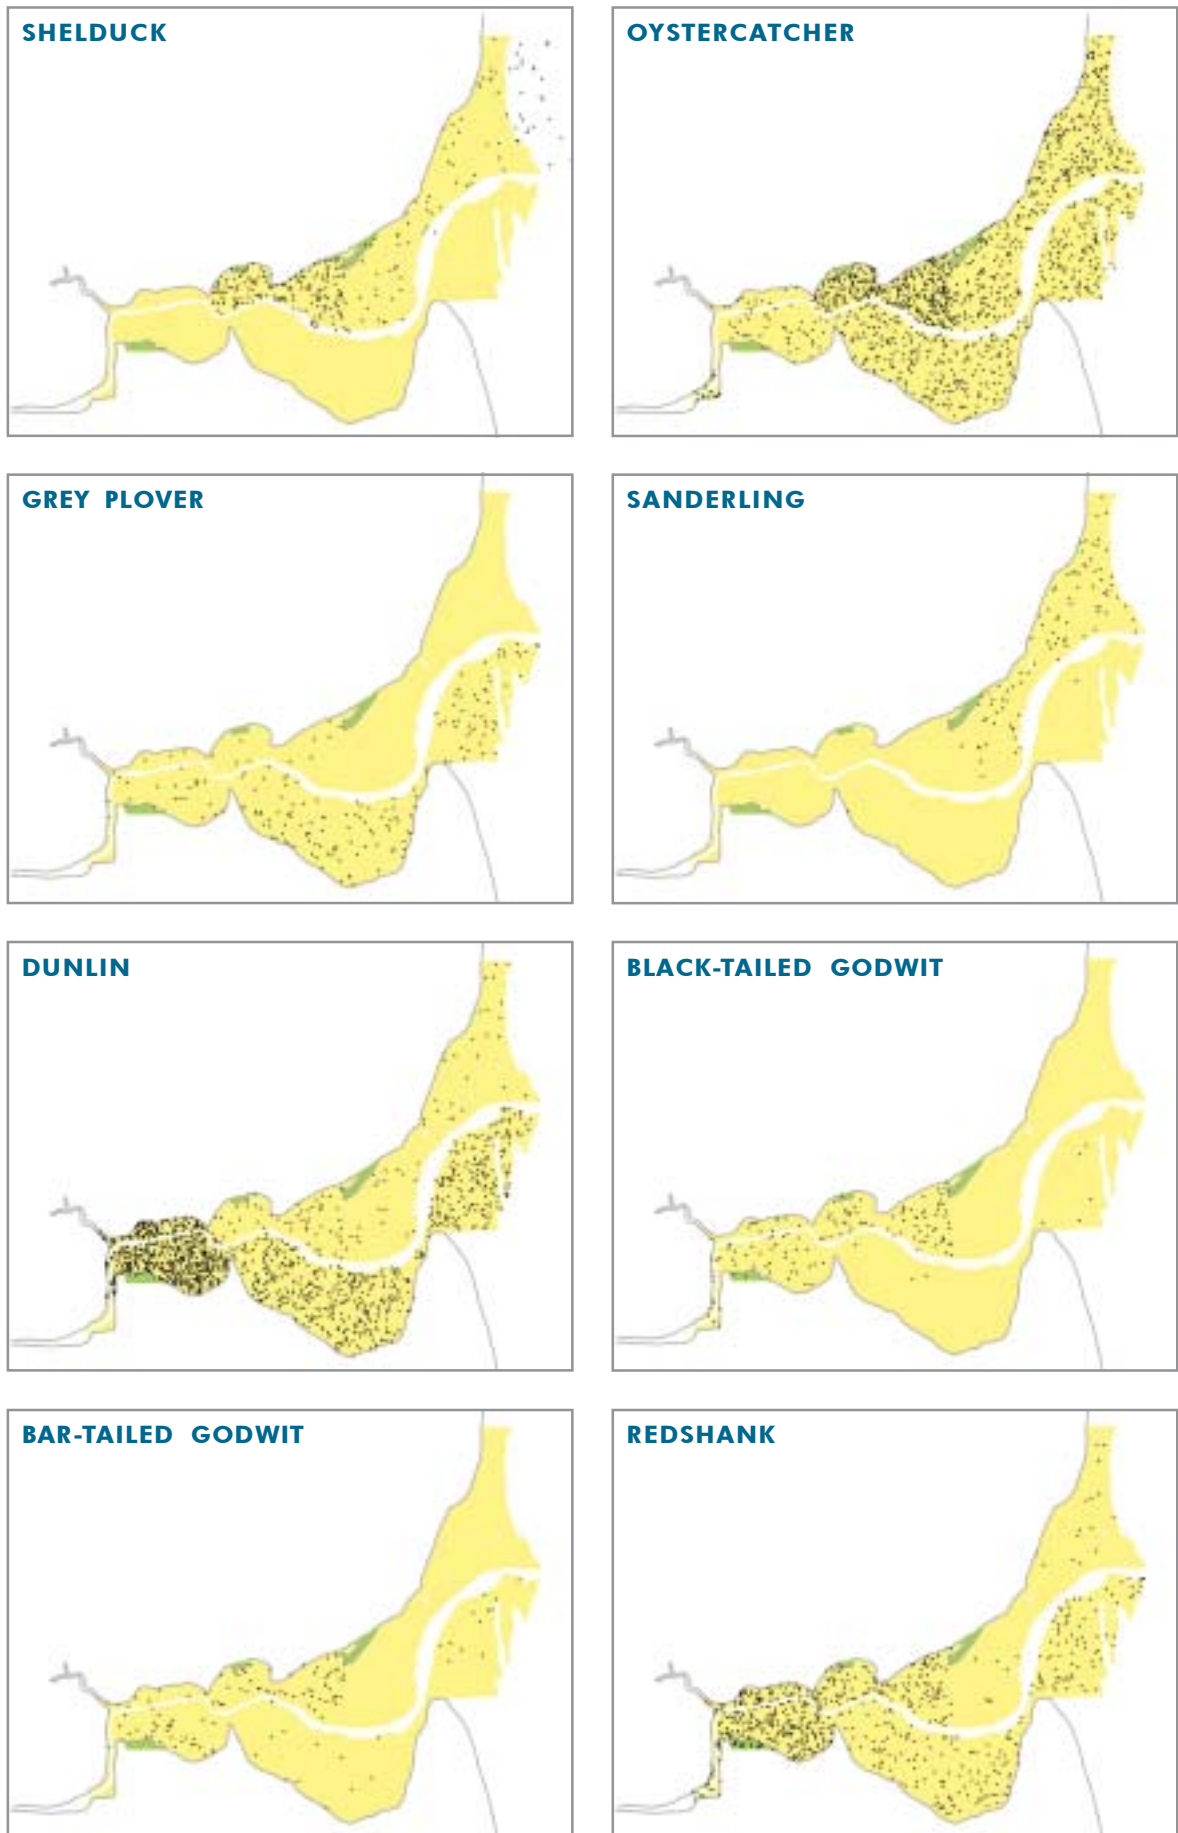 SHELDUCK
OYSTERCATCHER
GREY PLOVER
SANDERLING
DUNLIN
BLACK-TAILED GODWIT
BAR-TAILED GODWIT
REDSHANK